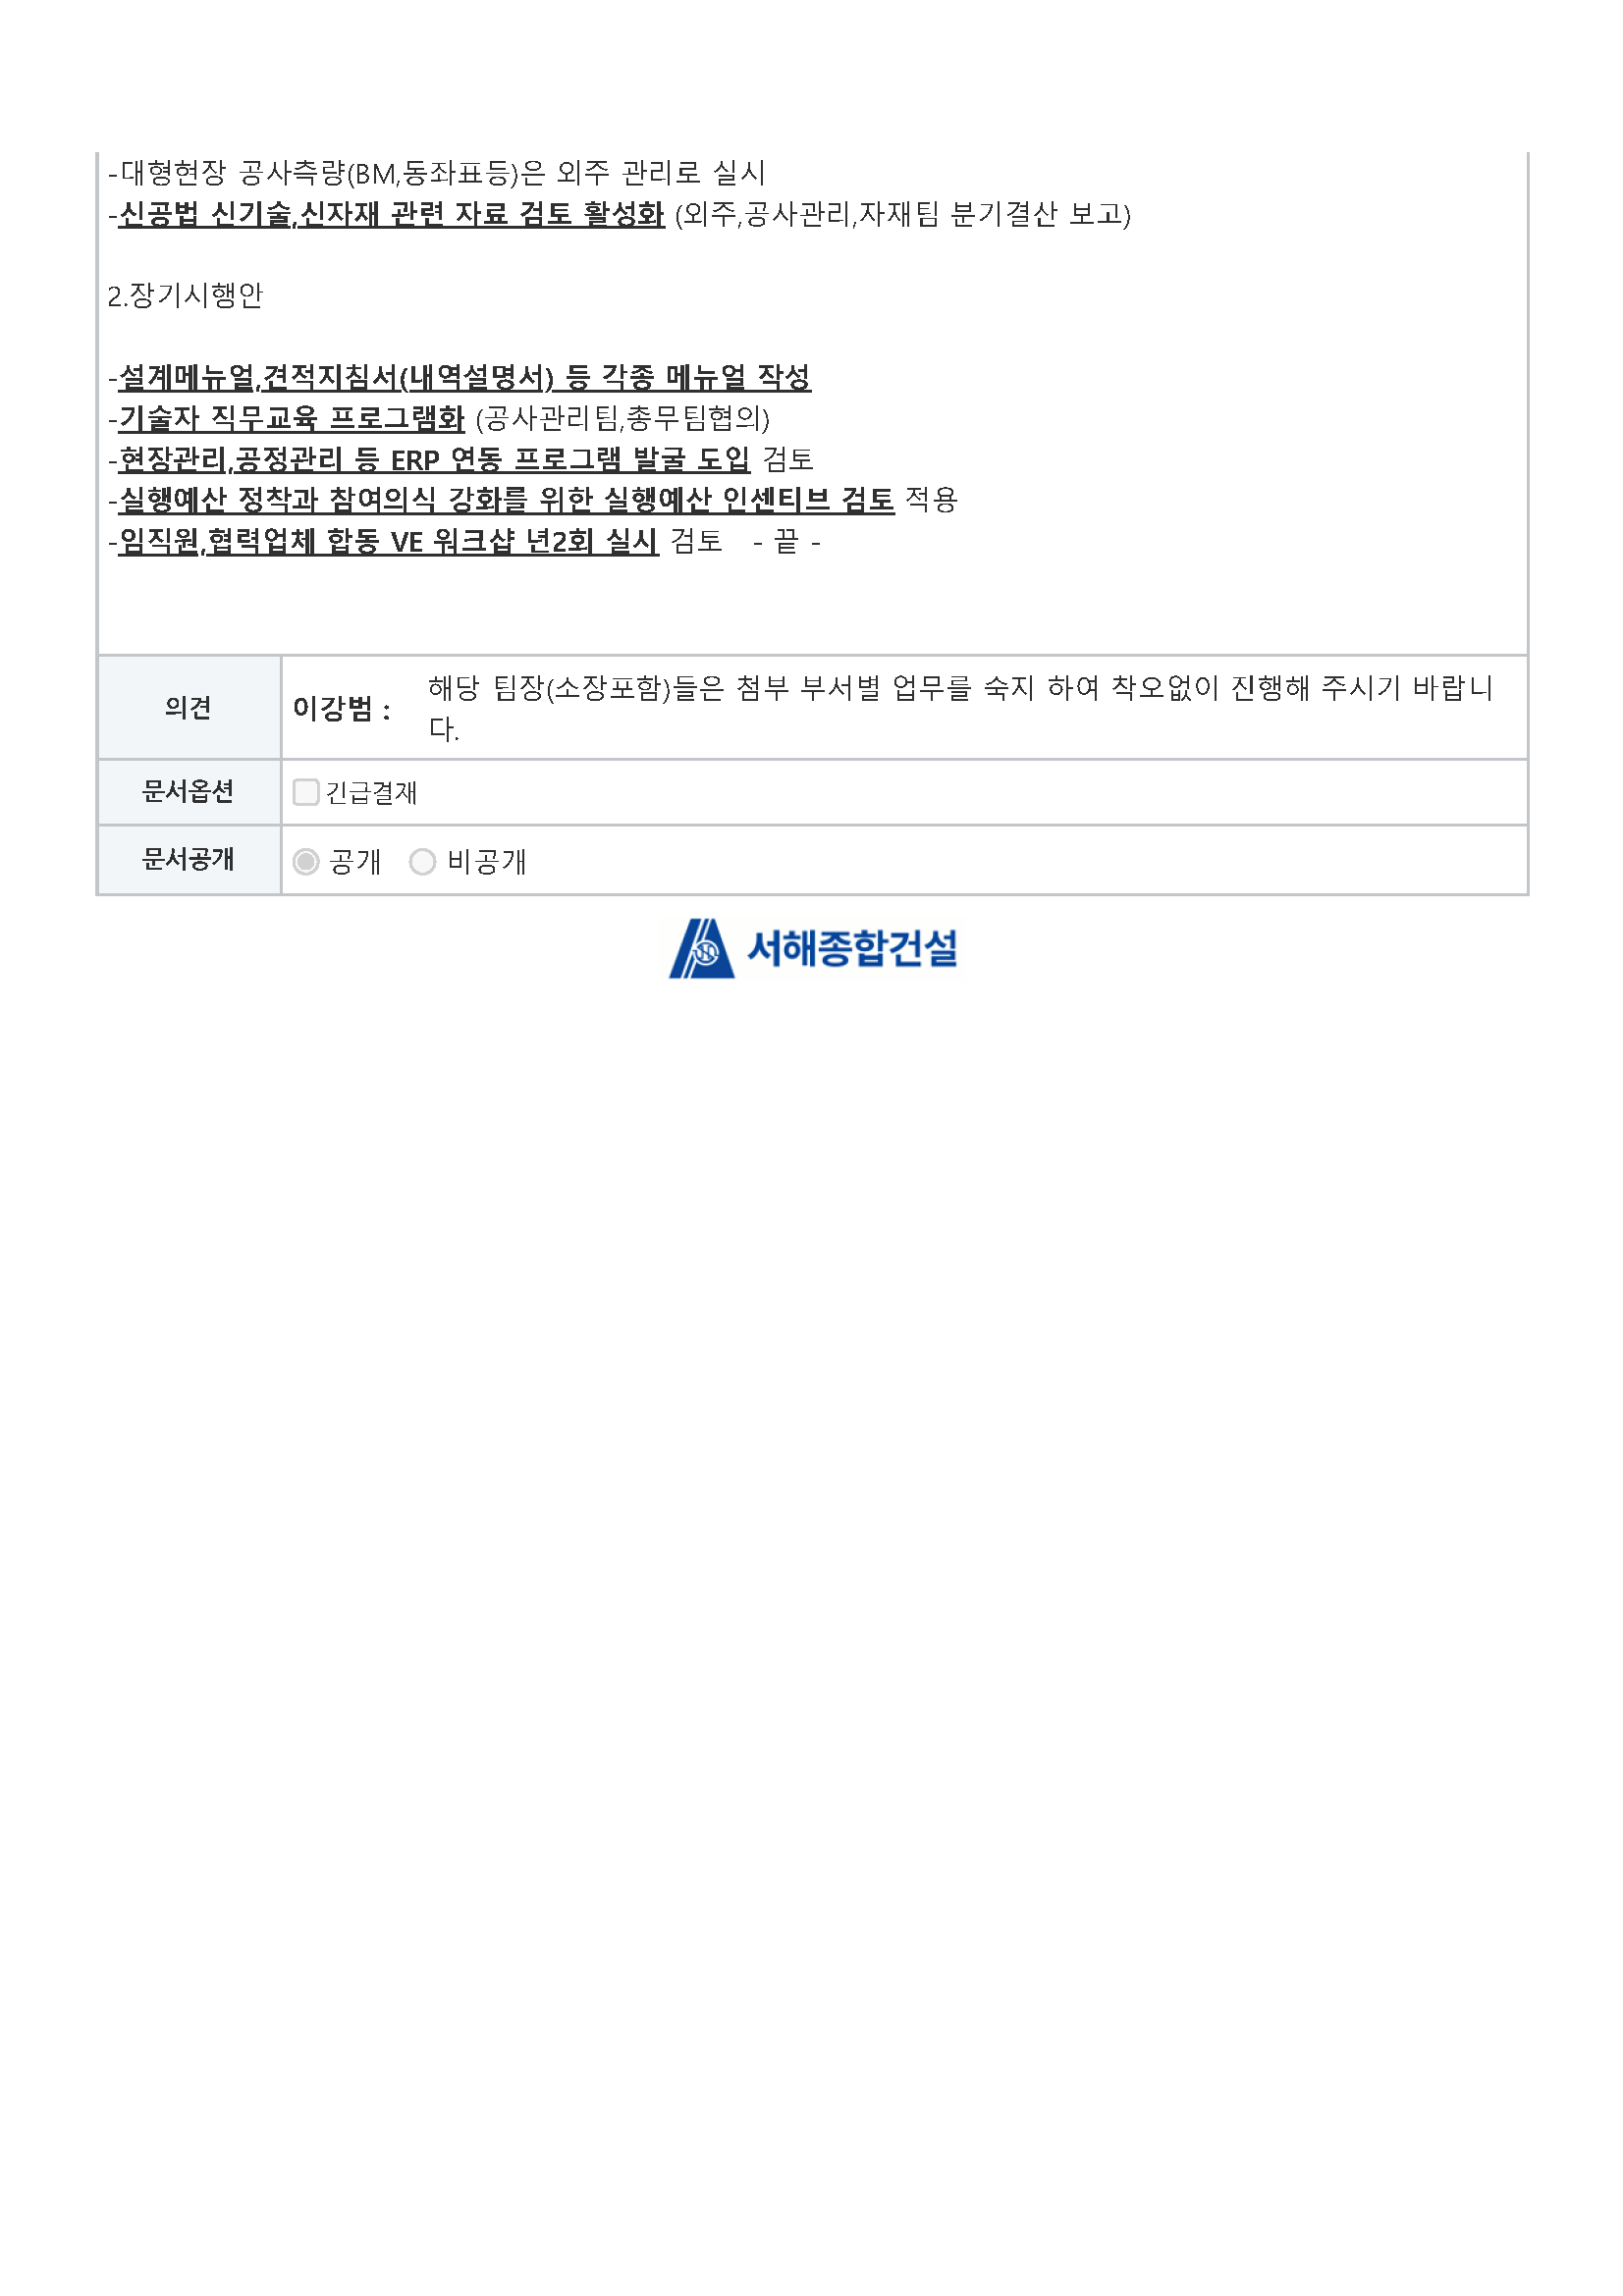 -대형현장 공사측량(BM,동좌표등)은 외주 관리로 실시
-신공법 신기술,신자재 관련 자료 검토 활성화 (외주,공사관리,자재팀 분기결산 보고)
2.장기시행안
-설계메뉴얼,견적지침서(내역설명서) 등 각종 메뉴얼 작성
-기술자 직무교육 프로그램화 (공사관리팀,총무팀협의)
-현장관리,공정관리 등 ERP 연동 프로그램 발굴 도입 검토
-실행예산 정착과 참여의식 강화를 위한 실행예산 인센티브 검토 적용
-임직원,협력업체 합동 VE 워크샵 년2회 실시 검토 - 끝 -
의견 이강범 : 해당 팀장(소장포함)들은 첨부 부서별 업무를 숙지 하여 착오없이 진행해 주시기 바랍니
다.
문서옵션 긴급결재
문서공개 공개 비공개
서해종합건설